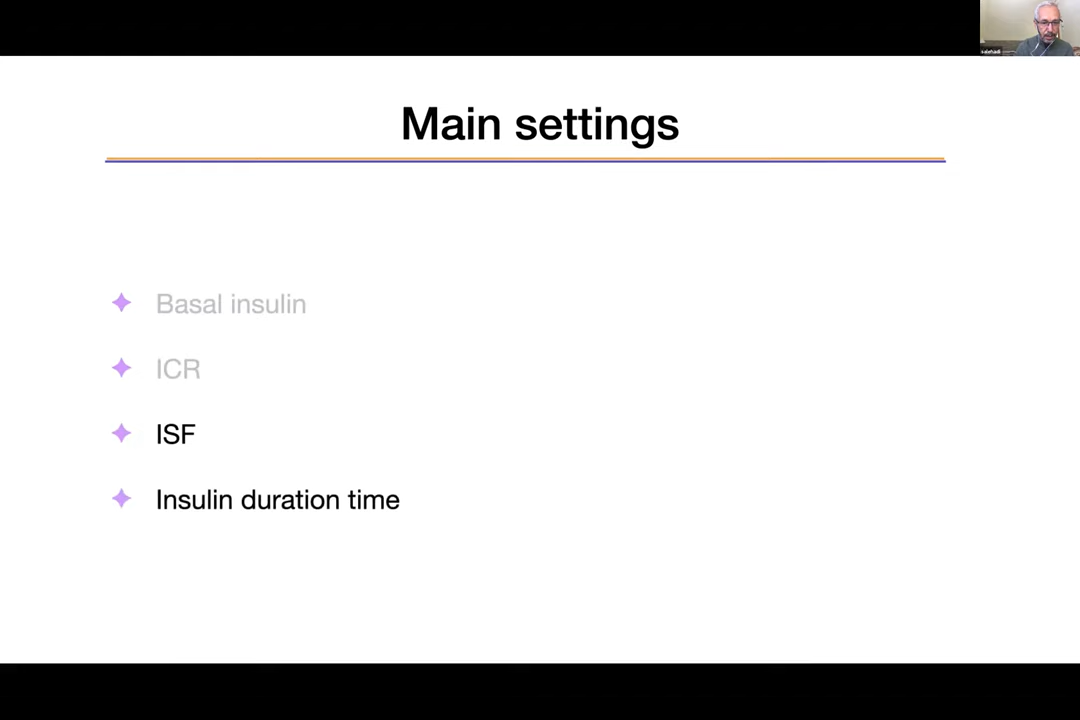 Main settings
Basal insulin
ICR
ISF
Insulin duration time